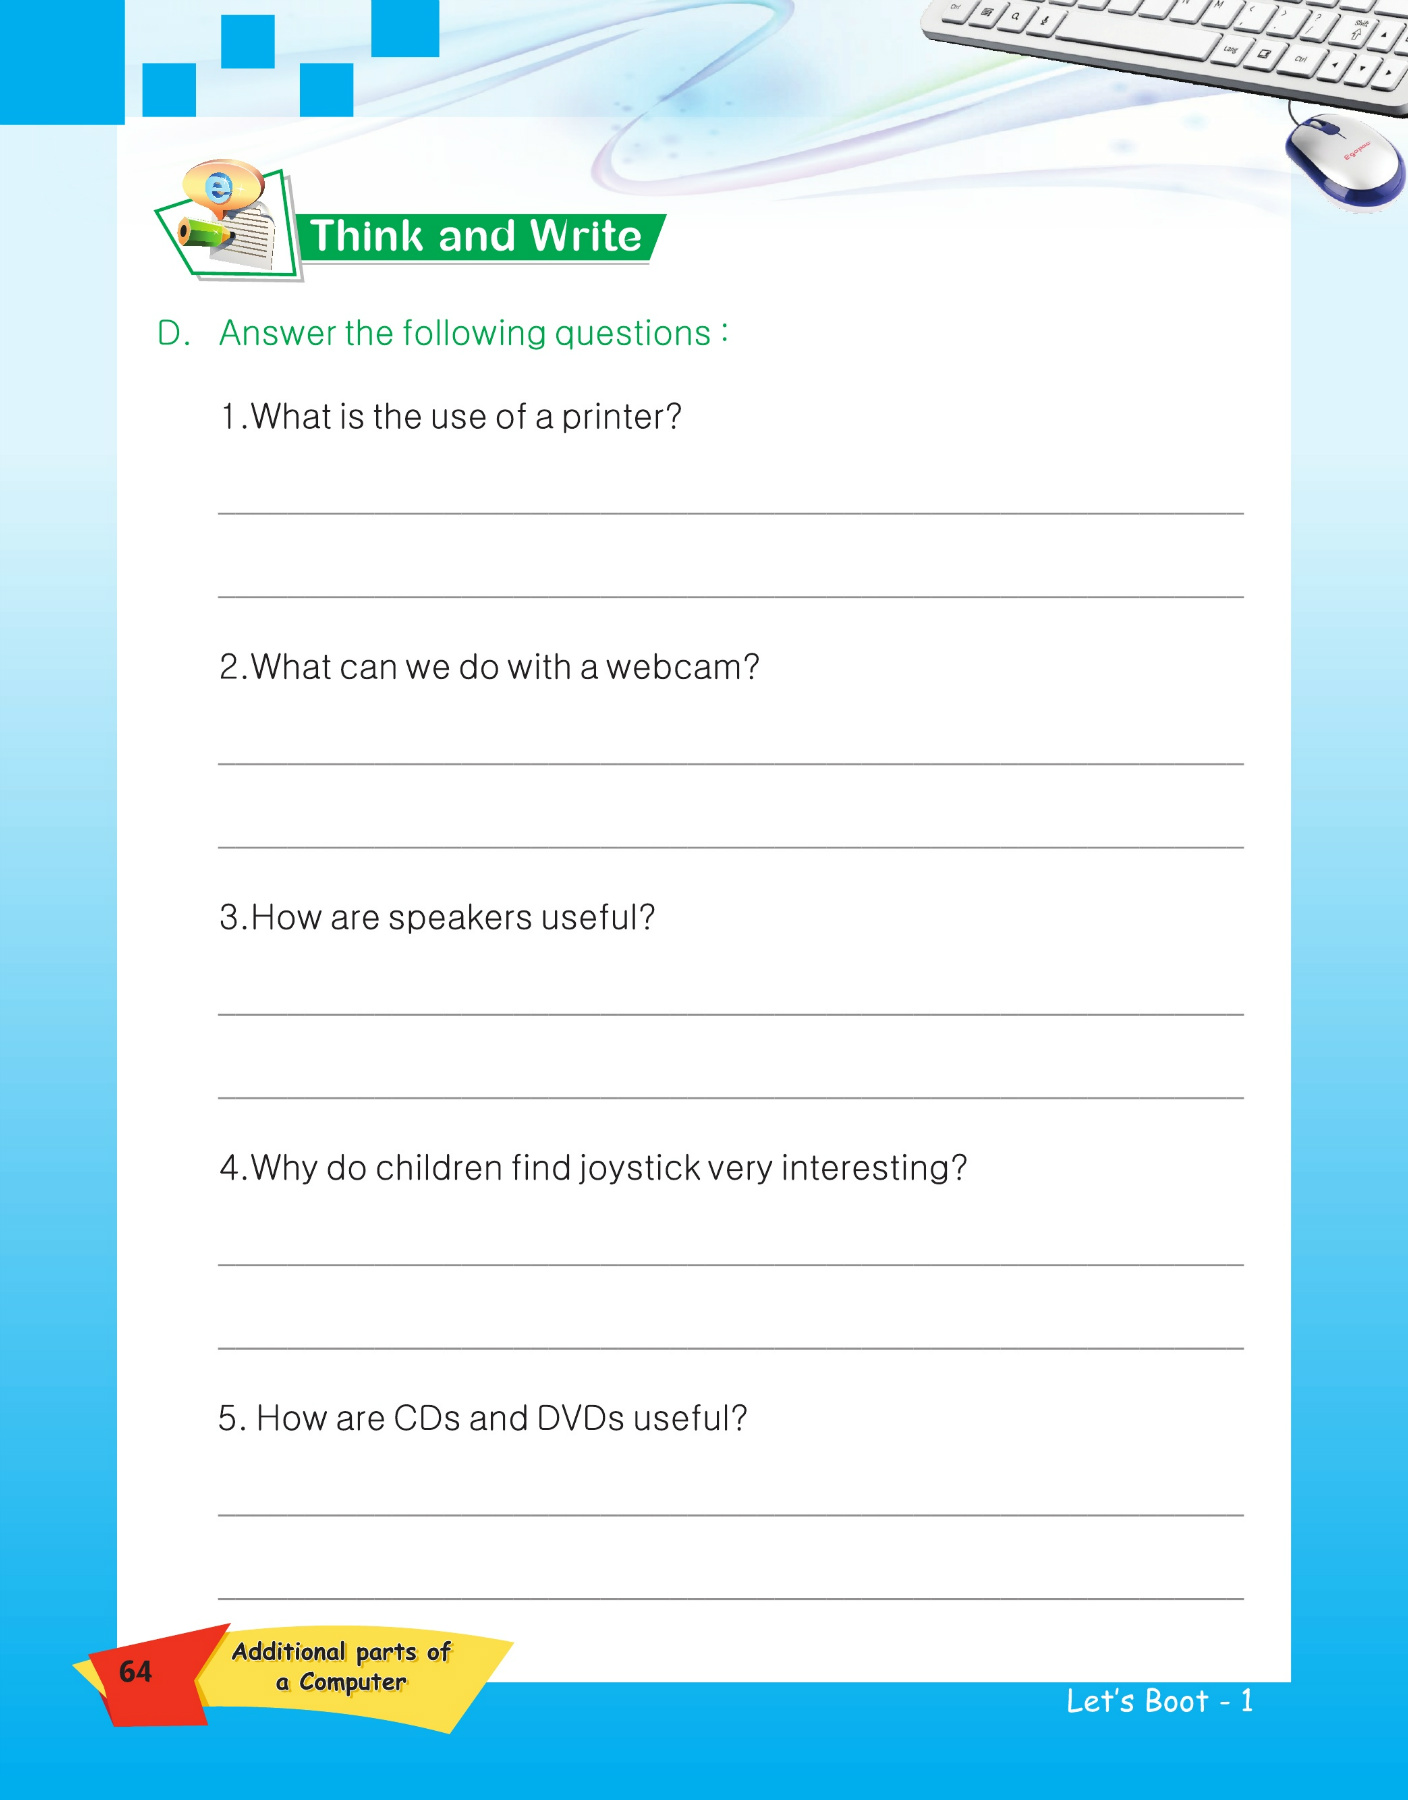 Think and Write
D. Answer the following questions :
1.What is the use of a printer?
2.What can we do with a webcam?
3.How are speakers useful?
4.Why do children find joystick very interesting?
5. How are CDs and DVDs useful?
64
Additional parts of
a Computer
Let's Boot - 1